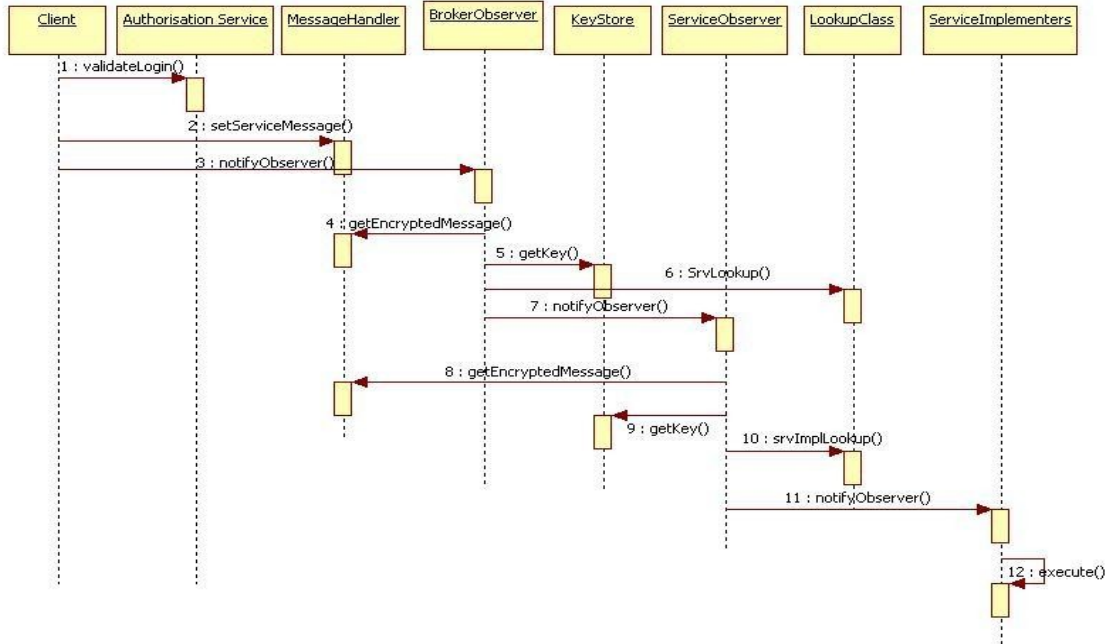 Client
Authorisation Service
MessageHandler
BrokerObserver
KeyStore
ServiceObserver
LookupClass
ServiceImplementers
1 : validateLogin()
2 : setServiceMessage()
3 : notifyObserver()
4 : getEncryptedMessage()
5 : getKey()
6 : SrvLookup()
7 : notifyObserver()
8 : getEncryptedMessage()
9 : getKey()
10 : srvImplLookup()
11 : notifyObserver()
12 : execute()